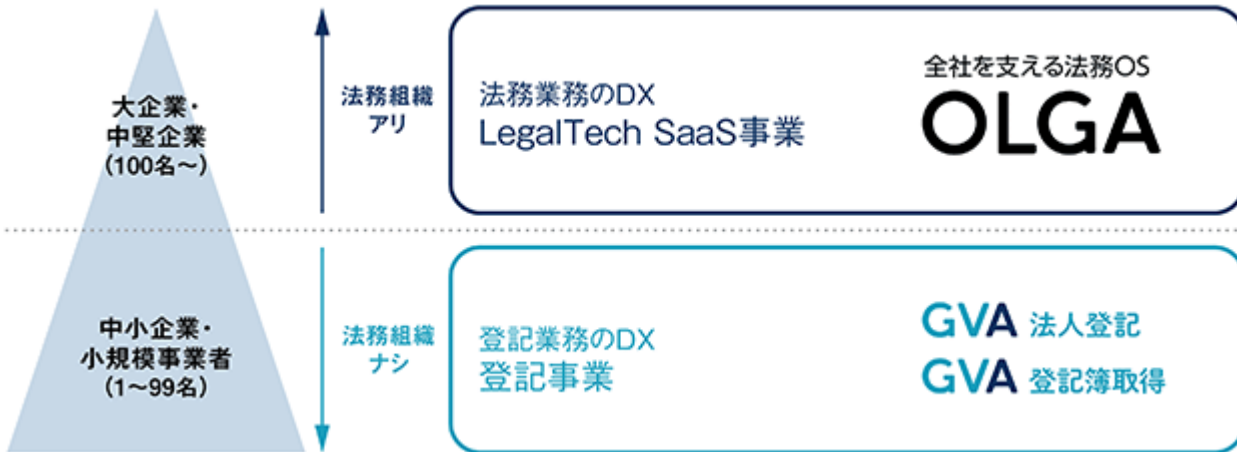 大企業・
中堅企業
(100名～)
法務組織
アリ
法務業務のDX
LegalTech SaaS事業
全社を支える法務OS
OLGA
中小企業・
小規模事業者
(1～99名)
法務組織
ナシ
登記業務のDX
登記事業
GVA 法人登記
GVA 登記簿取得